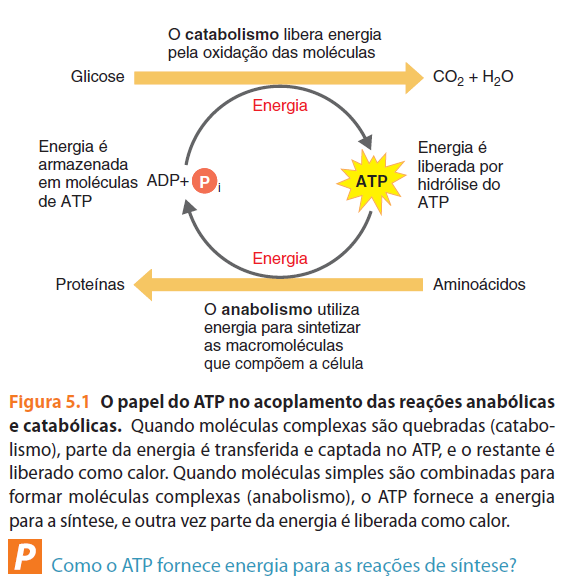 O catabolismo libera energia
pela oxidação das moléculas
Glicose
CO2 + H2O
Energia
Energia é
armazenada
em moléculas
de ATP
ADP+ P i
ATP
Energia é
liberada por
hidrólise do
ATP
Energia
Proteínas
Aminoácidos
O anabolismo utiliza
energia para sintetizar
as macromoléculas
que compõem a célula
Figura 5.1 O papel do ATP no acoplamento das reações anabólicas
e catabólicas. Quando moléculas complexas são quebradas (catabo-
lismo), parte da energia é transferida e captada no ATP, e o restante é
liberado como calor. Quando moléculas simples são combinadas para
formar moléculas complexas (anabolismo), o ATP fornece a energia
para a síntese, e outra vez parte da energia é liberada como calor.
P Como o ATP fornece energia para as reações de síntese?